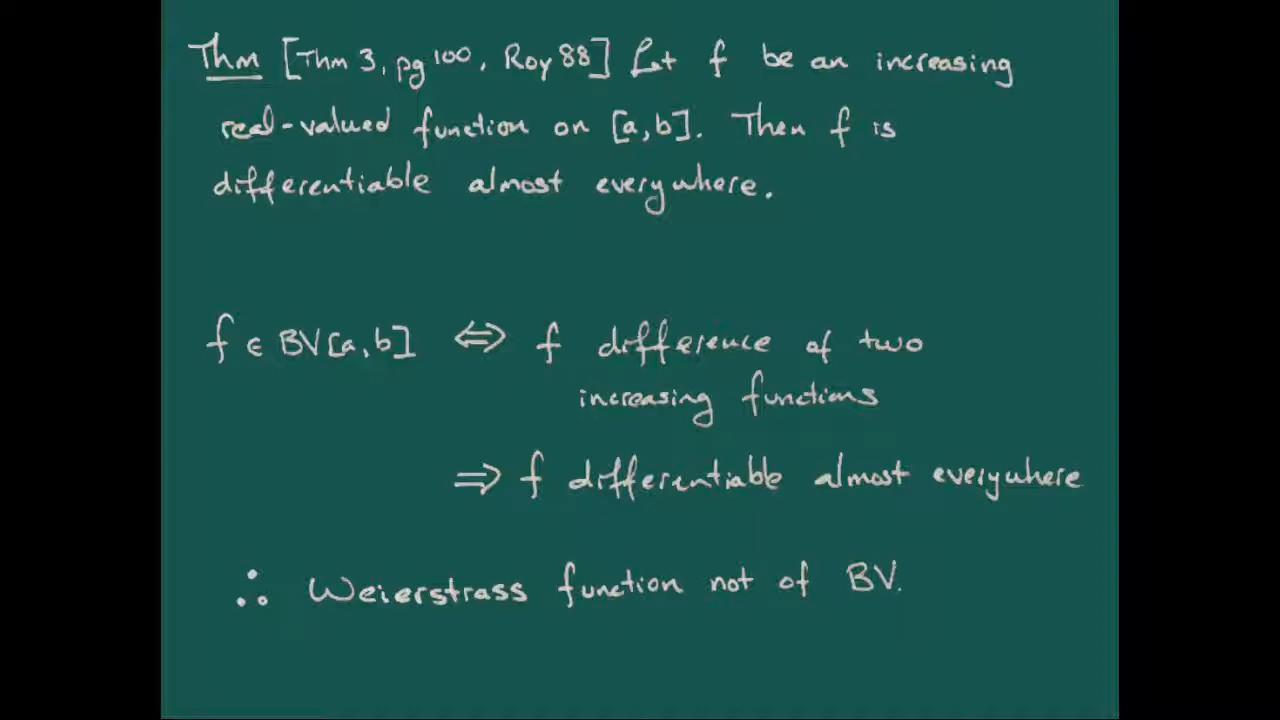 Thm [Thm 3, pg 100, Roy 88] Let f be an increasing
real-valued function on [a,b]. Then f is
differentiable almost everywhere.
f ∈ BV[a,b] ⇔ f difference of two
increasing functions
⇒ f differentiable almost everywhere
∴ Weierstrass function not of BV.